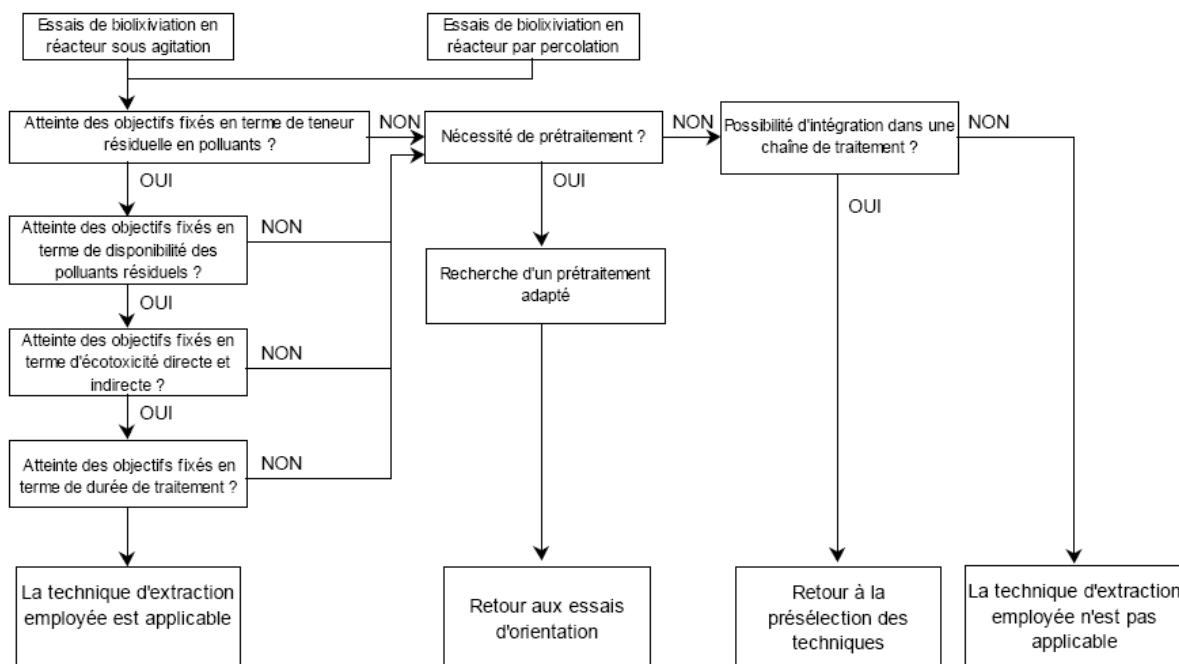 Essais de biolixiviation en
réacteur sous agitation
Essais de biolixiviation en
réacteur par percolation
Atteinte des objectifs fixés en terme de teneur
résiduelle en polluants ?
NON
Nécessité de prétraitement ?
NON
Possibilité d'intégration dans une
chaîne de traitement ?
NON
OUI
OUI
OUI
Atteinte des objectifs fixés en
terme de disponibilité des
polluants résiduels ?
NON
Recherche d'un prétraitement
adapté
OUI
Atteinte des objectifs fixés en
terme d'écotoxicité directe et
indirecte ?
NON
OUI
Atteinte des objectifs fixés en
terme de durée de traitement ?
NON
La technique d'extraction
employée est applicable
Retour aux essais
d'orientation
Retour à la
présélection des
techniques
La technique d'extraction
employée n'est pas
applicable